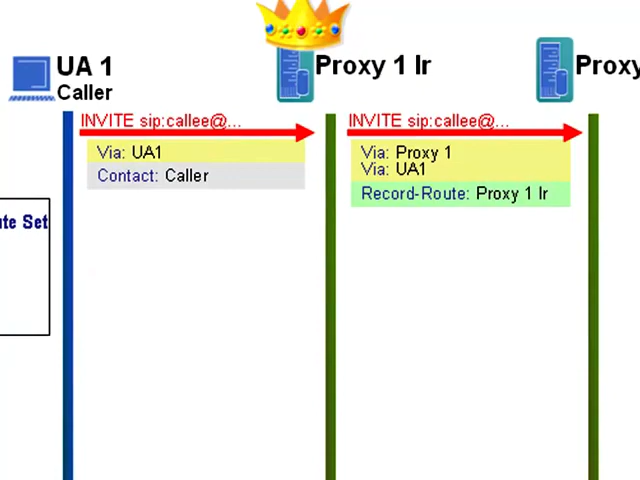 UA 1
Caller
Proxy 1 lr
Proxy
INVITE sip:callee@...
INVITE sip:callee@...
Via: UA1
Contact: Caller
Via: Proxy 1
Via: UA1
Record-Route: Proxy 1 lr
Set